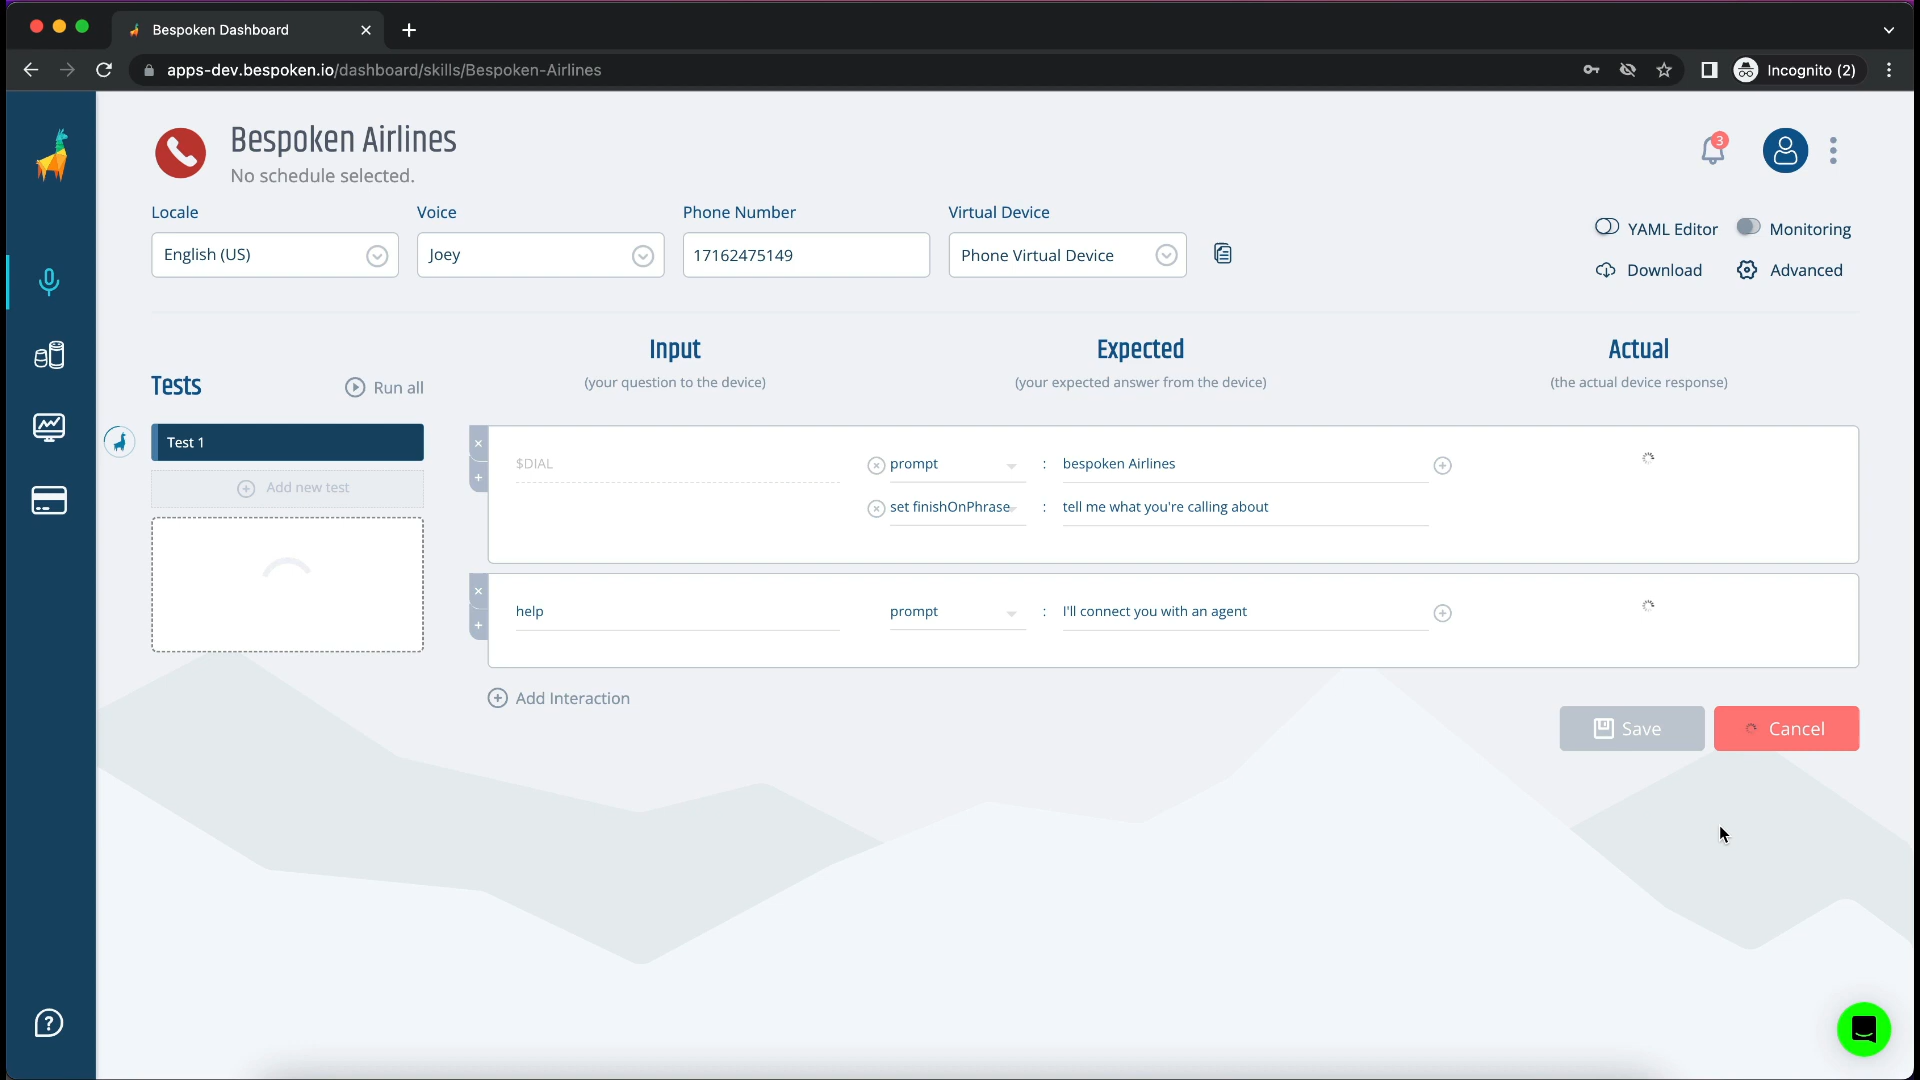 Bespoken Dashboard
apps-dev.bespoken.io/dashboard/skills/Bespoken-Airlines
Incognito (2)
Bespoken Airlines
No schedule selected.
3
Locale
Voice
Phone Number
Virtual Device
English (US)
Joey
17162475149
Phone Virtual Device
YAML Editor
Monitoring
Download
Advanced
Input
Expected
Actual
(your question to the device)
(your expected answer from the device)
(the actual device response)
Tests
Run all
Test 1
Add new test
$DIAL
prompt
:
bespoken Airlines
set finishOnPhrase
:
tell me what you're calling about
help
prompt
:
I'll connect you with an agent
Add Interaction
Save
Cancel